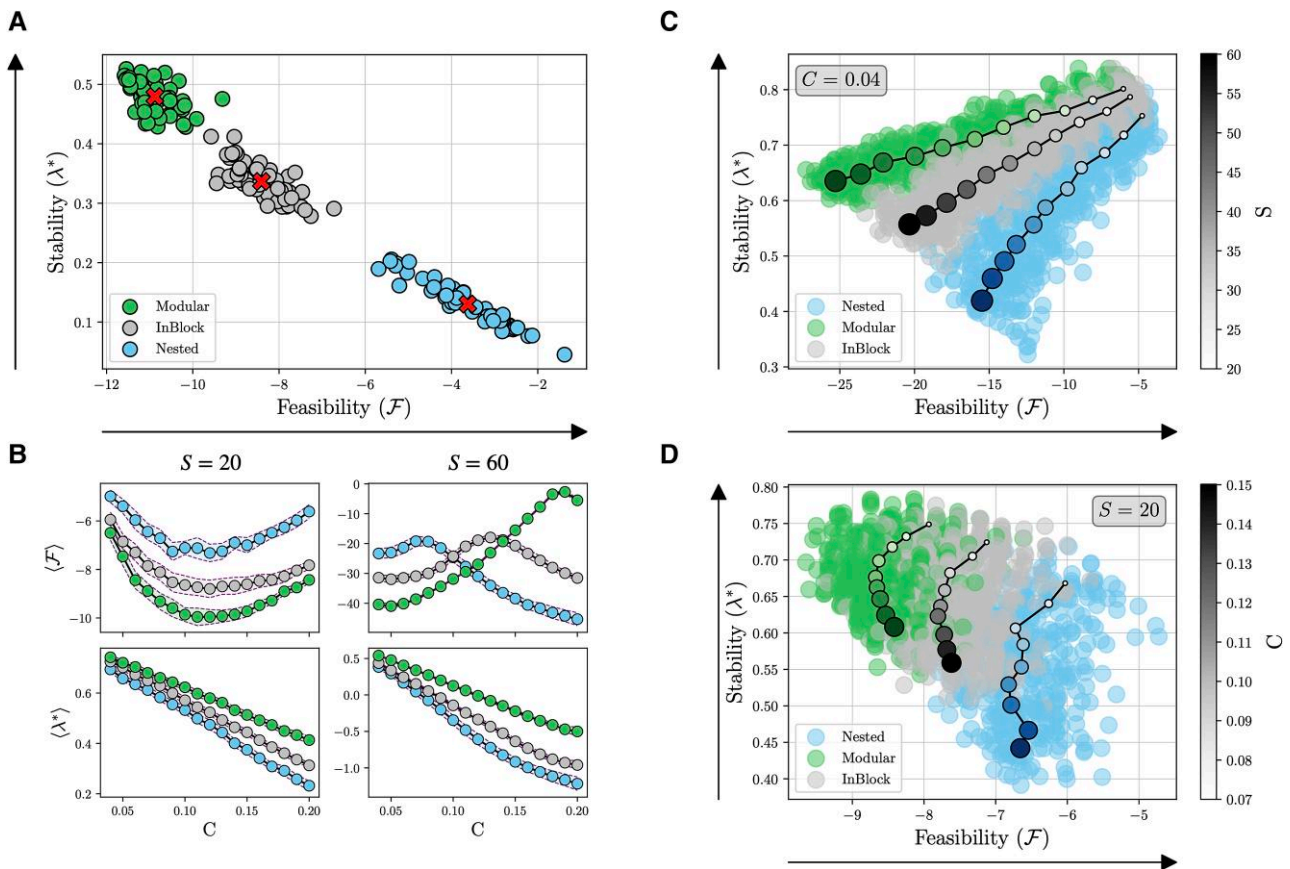 A
Stability (λ*)
0.5
0.4
0.3
0.2
0.1
Modular
InBlock
Nested
−12
−10
−8
−6
−4
−2
Feasibility (ℱ)
B
S = 20
S = 60
⟨ℱ⟩
−6
−8
−10
0
−10
−20
−30
−40
⟨λ*⟩
0.6
0.4
0.2
0.5
0.0
−0.5
−1.0
0.05
0.10
0.15
0.20
C
0.05
0.10
0.15
0.20
C
C
C = 0.04
Stability (λ*)
0.8
0.7
0.6
0.5
0.4
0.3
Nested
Modular
InBlock
−25
−20
−15
−10
−5
Feasibility (ℱ)
60
55
50
45
40
35
30
25
20
S
D
S = 20
Stability (λ*)
0.80
0.75
0.70
0.65
0.60
0.55
0.50
0.45
0.40
Nested
Modular
InBlock
−9
−8
−7
−6
−5
Feasibility (ℱ)
0.15
0.14
0.13
0.12
0.11
0.10
0.09
0.08
0.07
C